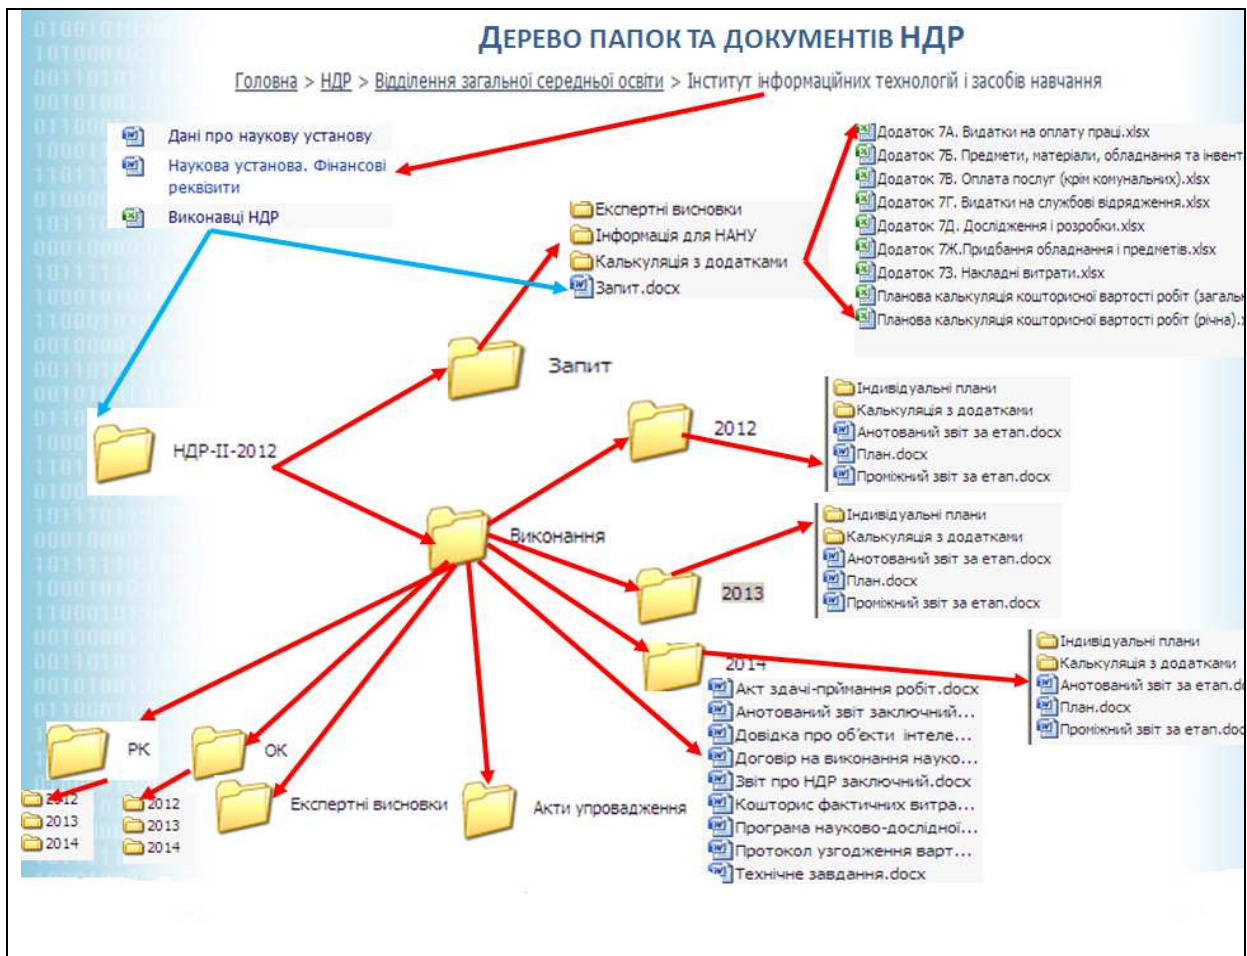 ДЕРЕВО ПАПОК ТА ДОКУМЕНТІВ НДР
Головна > НДР > Відділення загальної середньої освіти > Інститут інформаційних технологій і засобів навчання
Дані про наукову установу
Наукова установа. Фінансові
реквізити
Виконавці НДР
Експертні висновки
Інформація для НАНУ
Калькуляція з додатками
Запит.docx
Додаток 7А. Видатки на оплату праці.xlsx
Додаток 7Б. Предмети, матеріали, обладнання та інвент
Додаток 7В. Оплата послуг (крім комунальних).xlsx
Додаток 7Г. Видатки на службові відрядження.xlsx
Додаток 7Д. Дослідження і розробки.xlsx
Додаток 7Ж.Придбання обладнання і предметів.xlsx
Додаток 7З. Накладні витрати.xlsx
Планова калькуляція кошторисної вартості робіт (загальн
Планова калькуляція кошторисної вартості робіт (річна).x
Запит
НДР-ІІ-2012
Виконання
2012
Індивідуальні плани
Калькуляція з додатками
Анотований звіт за етап.docx
План.docx
Проміжний звіт за етап.docx
2013
Індивідуальні плани
Калькуляція з додатками
Анотований звіт за етап.docx
План.docx
Проміжний звіт за етап.docx
2014
Індивідуальні плани
Калькуляція з додатками
Анотований звіт за етап.do
План.docx
Проміжний звіт за етап.doc
Акт здачі-прймання робіт.docx
Анотований звіт заключний...
Довідка про об’єкти інтеле...
Договір на виконання науко...
Звіт про НДР заключний.docx
Кошторис фактичних витра...
Програма науково-дослідної...
Протокол узгодження варт...
Технічне завдання.docx
РК
2012
2013
2014
ОК
2012
2013
2014
Експертні висновки
Акти упровадження